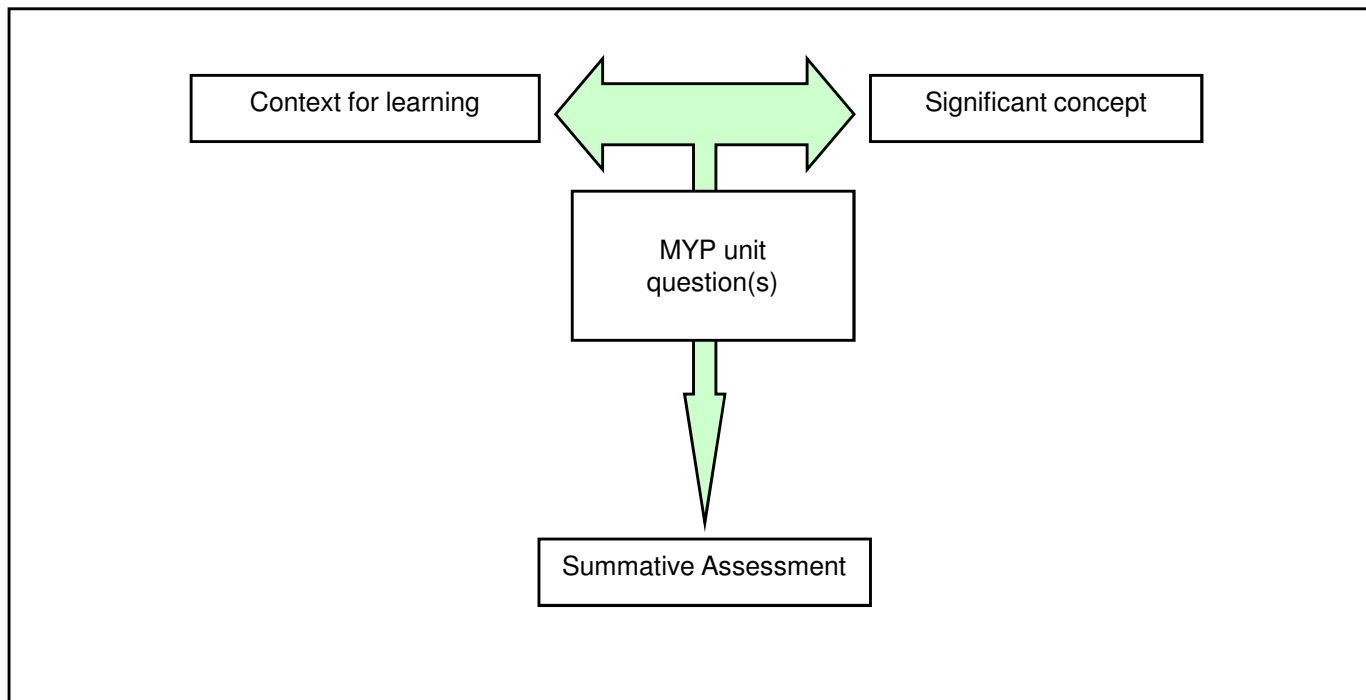 Context for learning
Significant concept
MYP unit
question(s)
Summative Assessment